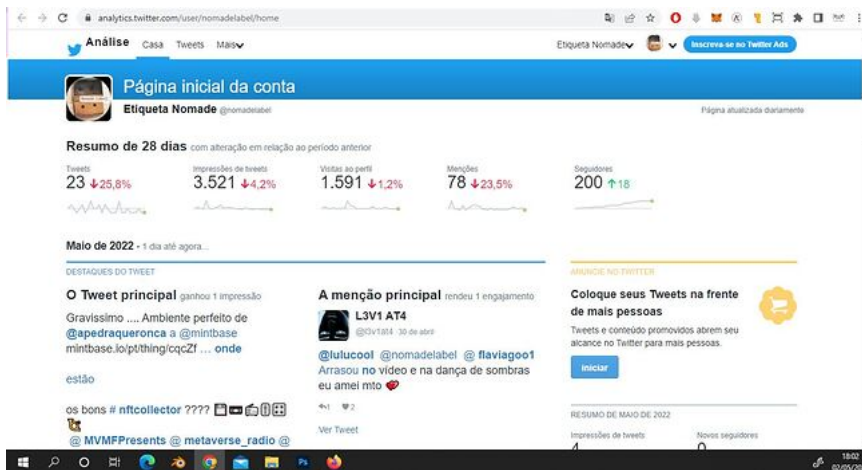 analytics.twitter.com/user/nomadelabel/home
Análise Casa Tweets Mais
Etiqueta Nomade
Inscreva-se no Twitter Ads
Página inicial da conta
Etiqueta Nomade @nomadelabel
Página atualizada diariamente
Resumo de 28 dias com alteração em relação ao período anterior
Tweets Impressões de tweets Visitas ao perfil Menções Seguidores
23 ↓25,8% 3.521 ↓4,2% 1.591 ↓1,2% 78 ↓23,5% 200 ↑18
Maio de 2022 • 1 dia até agora...
DESTAQUES DO TWEET
O Tweet principal ganhou 1 impressão
Gravissimo .... Ambiente perfeito de
@apedraqueronca a @mintbase
mintbase.io/pt/thing/cqcZf ... onde
estão
os bons # nftcollector ????
@ MVMFPresents @ metaverse_radio @
A menção principal rendeu 1 engajamento
L3V1 AT4
@l3v1at4 · 30 de abril
@lulucool @nomadelabel @ flaviagoo1
Arrasou no vídeo e na dança de sombras
eu amei mto
1 2
Ver Tweet
ANUNCIE NO TWITTER
Coloque seus Tweets na frente
de mais pessoas
Tweets e conteúdo promovidos abrem seu
alcance no Twitter para mais pessoas.
iniciar
RESUMO DE MAIO DE 2022
Impressões de tweets Novos seguidores
18:02